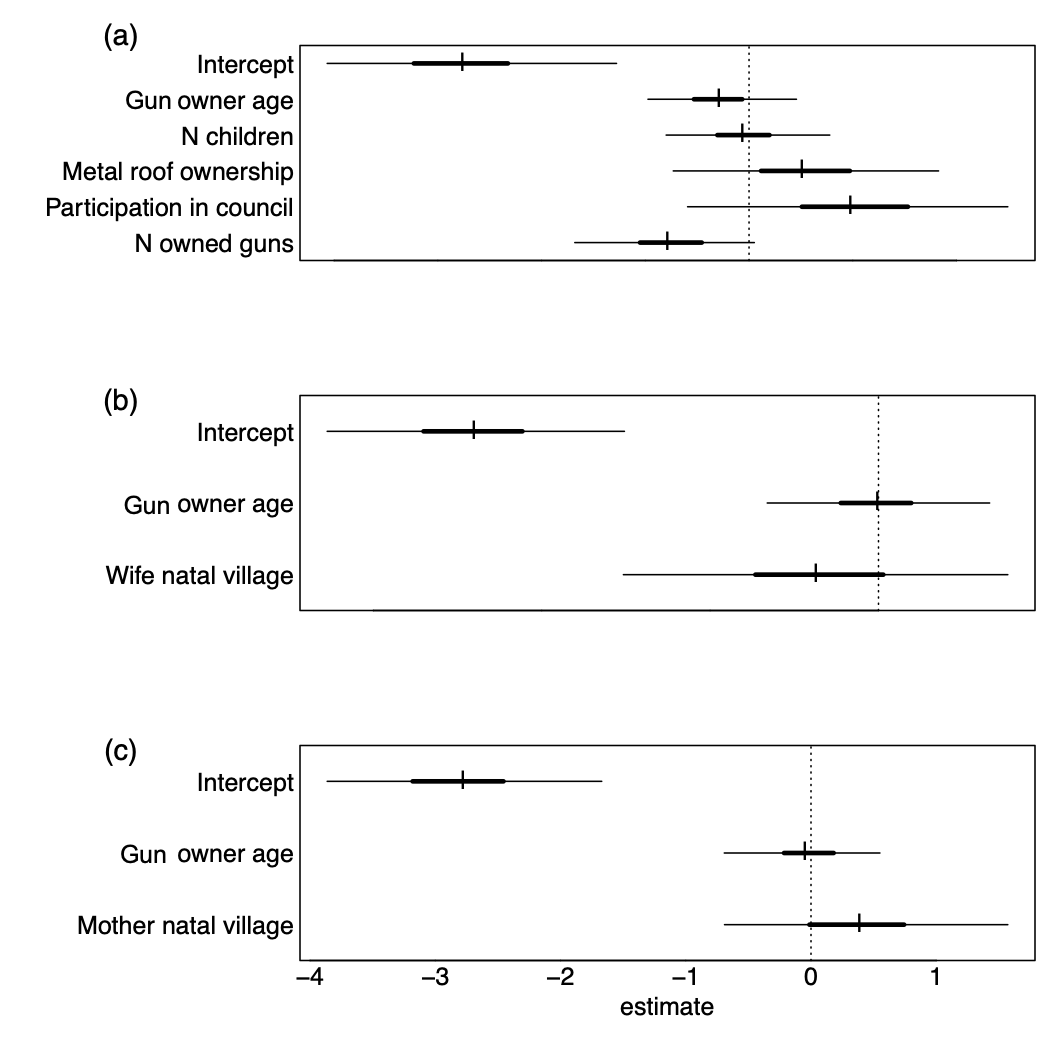 (a)
Intercept
Gun owner age
N children
Metal roof ownership
Participation in council
N owned guns
(b)
Intercept
Gun owner age
Wife natal village
(c)
Intercept
Gun owner age
Mother natal village
−4 −3 −2 −1 0 1
estimate